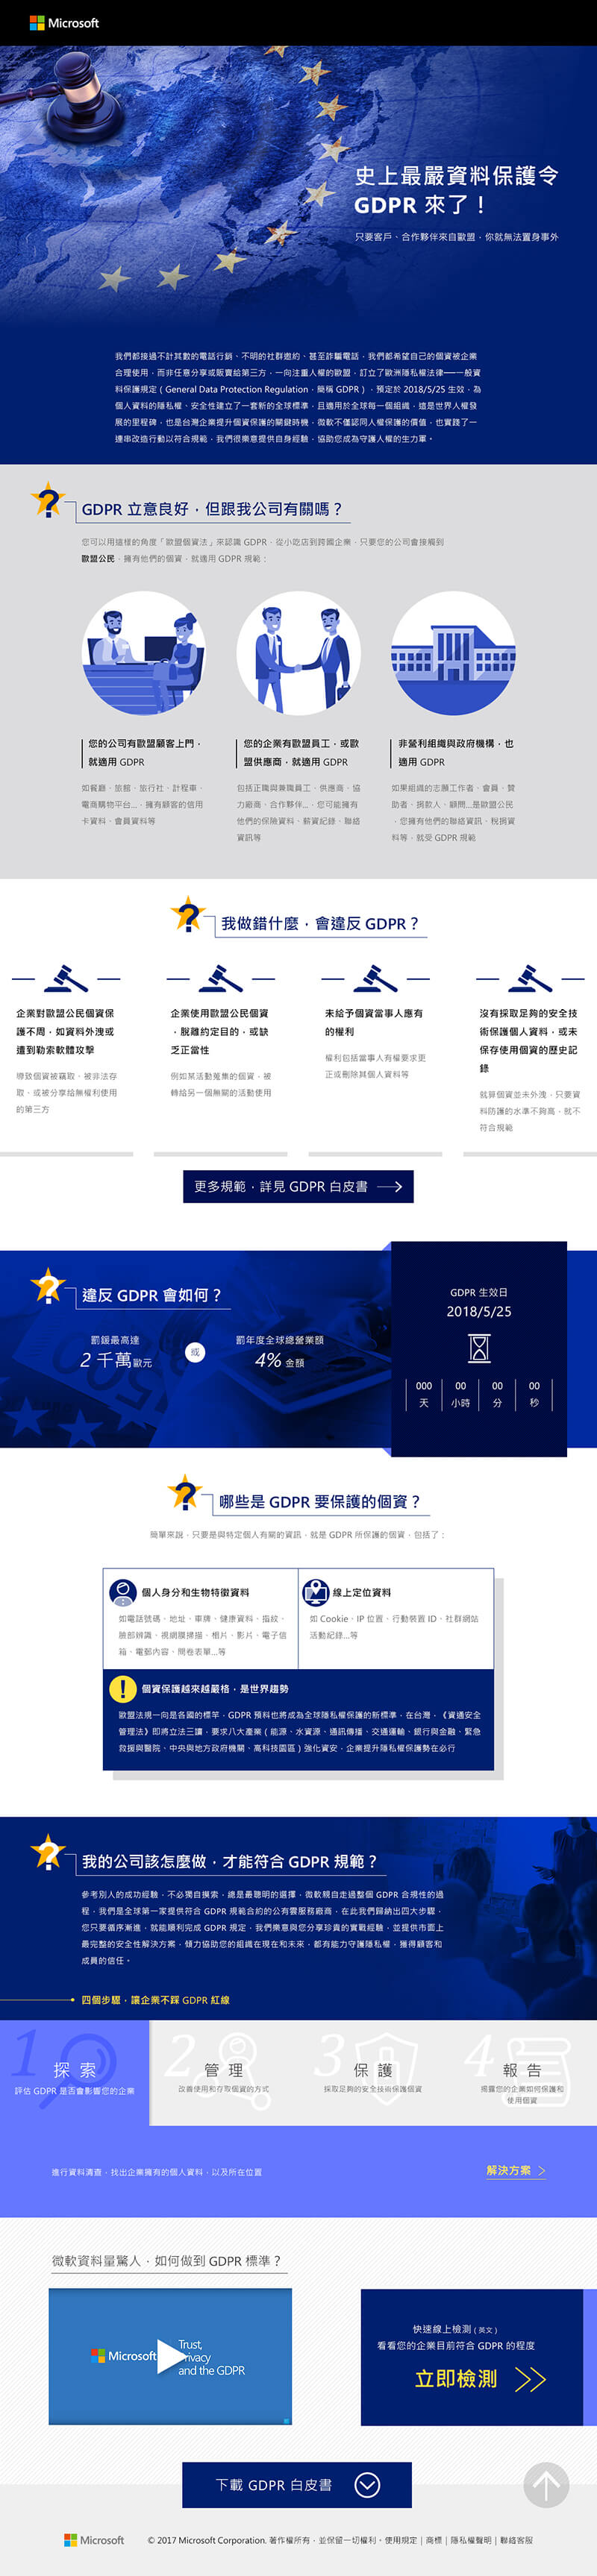 Microsoft
史上最嚴資料保護令
GDPR 來了！
只要客戶、合作夥伴來自歐盟，你就無法置身事外
我們都接過不計其數的電話行銷、不明的社群邀約、甚至詐騙電話，我們都希望自己的個資被企業
合理使用，而非任意分享或販賣給第三方，一向注重人權的歐盟，訂立了歐洲隱私權法律──一般資
料保護規定（General Data Protection Regulation，簡稱 GDPR），預定於 2018/5/25 生效，為
個人資料的隱私權、安全性建立了一套新的全球標準，且適用於全球每一個組織，這是世界人權發
展的里程碑，也是台灣企業提升個資保護的關鍵時機，微軟不僅認同人權保護的價值，也實踐了一
連串改造行動以符合規範，我們很樂意提供自身經驗，協助您成為守護人權的生力軍。
GDPR 立意良好，但跟我公司有關嗎？
您可以用這樣的角度「歐盟個資法」來認識 GDPR，從小吃店到跨國企業，只要您的公司會接觸到
歐盟公民，擁有他們的個資，就適用 GDPR 規範：
您的公司有歐盟顧客上門，
就適用 GDPR
如餐廳、旅館、旅行社、計程車、
電商購物平台...，擁有顧客的信用
卡資料、會員資料等
您的企業有歐盟員工，或歐
盟供應商，就適用 GDPR
包括正職與兼職員工、供應商、協
力廠商、合作夥伴...，您可能擁有
他們的保險資料、薪資紀錄、聯絡
資訊等
非營利組織與政府機構，也
適用 GDPR
如果組織的志願工作者、會員、贊
助者、捐款人、顧問...是歐盟公民
，您擁有他們的聯絡資訊、稅捐資
料等，就受 GDPR 規範
我做錯什麼，會違反 GDPR？
企業對歐盟公民個資保
護不周，如資料外洩或
遭到勒索軟體攻擊
導致個資被竊取、被非法存
取、或被分享給無權利使用
的第三方
企業使用歐盟公民個資
，脫離約定目的，或缺
乏正當性
例如某活動蒐集的個資，被
轉給另一個無關的活動使用
未給予個資當事人應有
的權利
權利包括當事人有權要求更
正或刪除其個人資料等
沒有採取足夠的安全技
術保護個人資料，或未
保存使用個資的歷史記
錄
就算個資並未外洩，只要資
料防護的水準不夠高，就不
符合規範
更多規範，詳見 GDPR 白皮書
違反 GDPR 會如何？
罰鍰最高達
2 千萬歐元
或
罰年度全球總營業額
4% 金額
GDPR 生效日
2018/5/25
000 00 00 00
天 小時 分 秒
哪些是 GDPR 要保護的個資？
簡單來說，只要是與特定個人有關的資訊，就是 GDPR 所保護的個資，包括了：
個人身分和生物特徵資料
如電話號碼、地址、車牌、健康資料、指紋、
臉部辨識、視網膜掃描、相片、影片、電子信
箱、電郵內容、問卷表單...等
線上定位資料
如 Cookie、IP 位置、行動裝置 ID、社群網站
活動紀錄...等
個資保護越來越嚴格，是世界趨勢
歐盟法規一向是各國的標竿，GDPR 預料也將成為全球隱私權保護的新標準，在台灣，《資通安全
管理法》即將立法三讀，要求八大產業（能源、水資源、通訊傳播、交通運輸、銀行與金融、緊急
救援與醫院、中央與地方政府機關、高科技園區）強化資安，企業提升隱私權保護勢在必行
我的公司該怎麼做，才能符合 GDPR 規範？
參考別人的成功經驗，不必獨自摸索，總是最聰明的選擇，微軟親自走過整個 GDPR 合規性的過
程，我們是全球第一家提供符合 GDPR 規範合約的公有雲服務廠商，在此我們歸納出四大步驟，
您只要循序漸進，就能順利完成 GDPR 規定，我們樂意與您分享珍貴的實戰經驗，並提供市面上
最完整的安全性解決方案，傾力協助您的組織在現在和未來，都有能力守護隱私權，獲得顧客和
成員的信任。
四個步驟，讓企業不踩 GDPR 紅線
1
探索
評估 GDPR 是否會影響您的企業
2
管理
改善使用和存取個資的方式
3
保護
採取足夠的安全技術保護個資
4
報告
揭露您的企業如何保護和
使用個資
進行資料清查，找出企業擁有的個人資料，以及所在位置
解決方案
微軟資料量驚人，如何做到 GDPR 標準？
Microsoft
Trust,
rivacy
and the GDPR
快速線上檢測（英文）
看看您的企業目前符合 GDPR 的程度
立即檢測
下載 GDPR 白皮書
Microsoft © 2017 Microsoft Corporation. 著作權所有，並保留一切權利。使用規定｜商標｜隱私權聲明｜聯絡客服